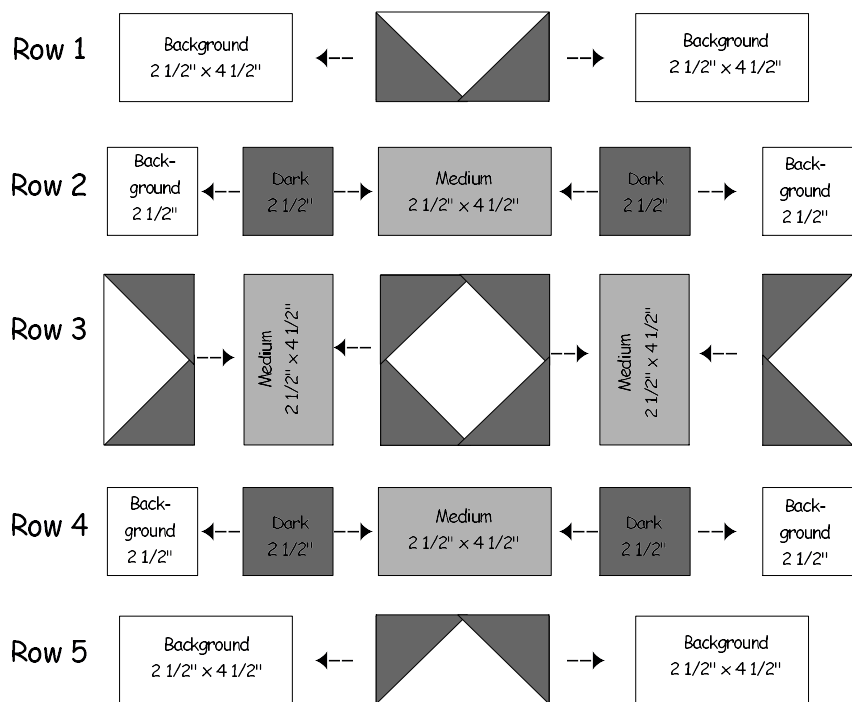 Row 1
Background
2 1/2" x 4 1/2"
Background
2 1/2" x 4 1/2"
Row 2
Back-
ground
2 1/2"
Dark
2 1/2"
Medium
2 1/2" x 4 1/2"
Dark
2 1/2"
Back-
ground
2 1/2"
Row 3
Medium
2 1/2" x 4 1/2"
Medium
2 1/2" x 4 1/2"
Row 4
Back-
ground
2 1/2"
Dark
2 1/2"
Medium
2 1/2" x 4 1/2"
Dark
2 1/2"
Back-
ground
2 1/2"
Row 5
Background
2 1/2" x 4 1/2"
Background
2 1/2" x 4 1/2"